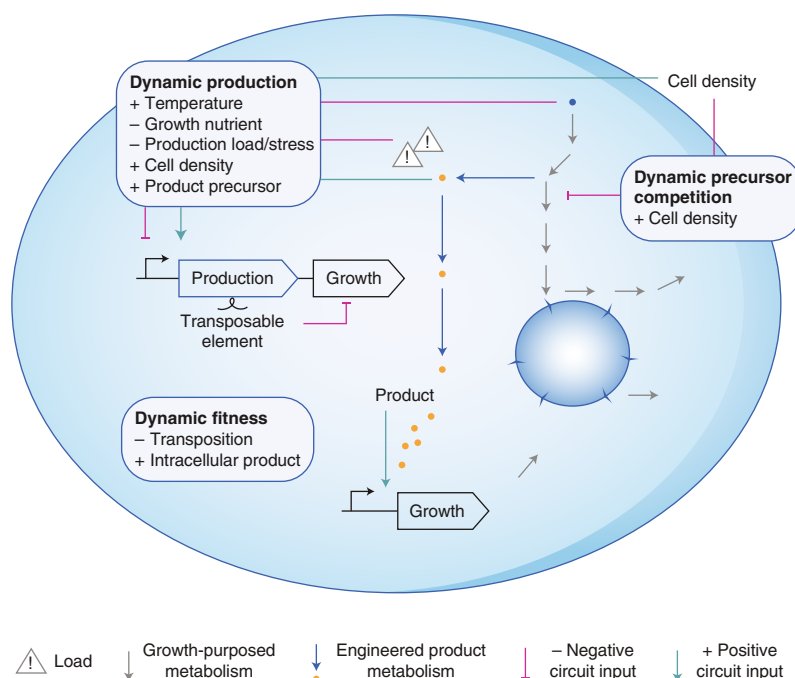 Dynamic production
+ Temperature
– Growth nutrient
– Production load/stress
+ Cell density
+ Product precursor
Cell density
!
!
Dynamic precursor
competition
+ Cell density
Production
Growth
Transposable
element
Product
Dynamic fitness
– Transposition
+ Intracellular product
Growth
! Load
Growth-purposed
metabolism
Engineered product
metabolism
– Negative
circuit input
+ Positive
circuit input